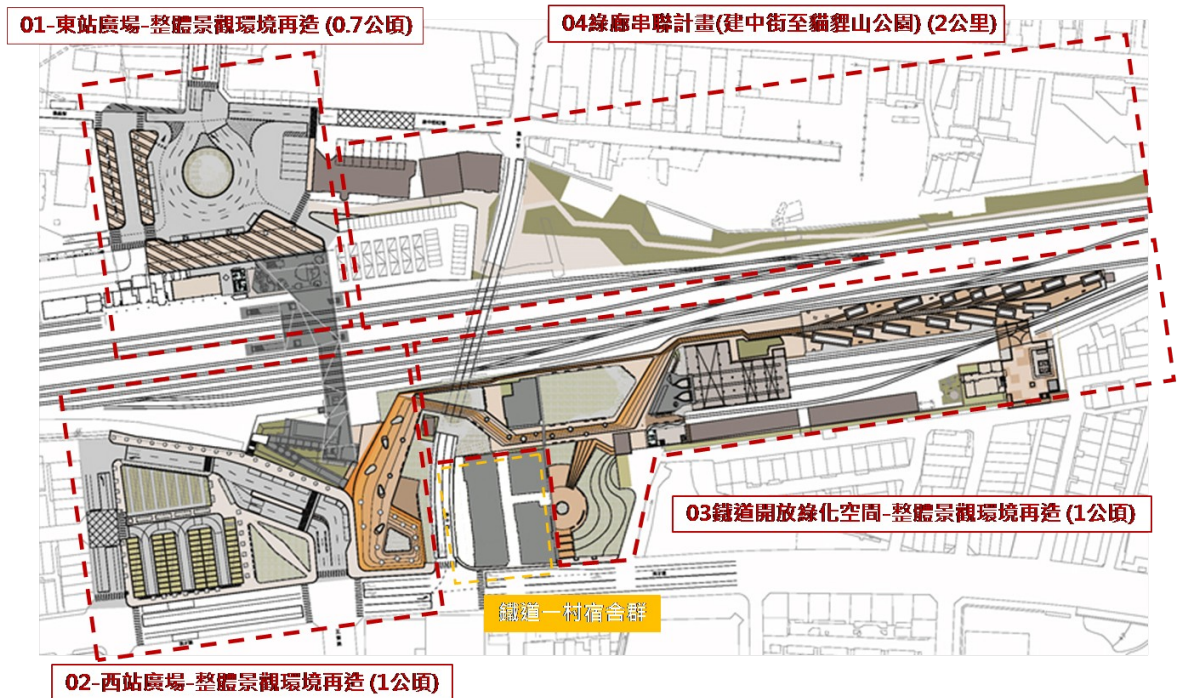 01-東站廣場-整體景觀環境再造 (0.7公頃)
04綠廊串聯計畫(建中街至貓貍山公園) (2公里)
03鐵道開放綠化空間-整體景觀環境再造 (1公頃)
鐵道一村宿舍群
02-西站廣場-整體景觀環境再造 (1公頃)